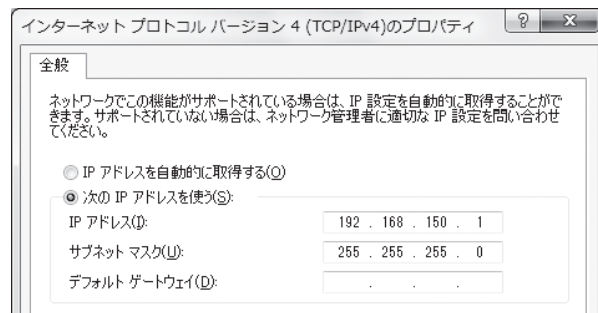 インターネット プロトコル バージョン 4 (TCP/IPv4)のプロパティ
全般
ネットワークでこの機能がサポートされている場合は、IP 設定を自動的に取得することがで
きます。サポートされていない場合は、ネットワーク管理者に適切な IP 設定を問い合わせ
てください。
IP アドレスを自動的に取得する(O)
次の IP アドレスを使う(S):
IP アドレス(I): 192 . 168 . 150 . 1
サブネット マスク(U): 255 . 255 . 255 . 0
デフォルト ゲートウェイ(D): . . .